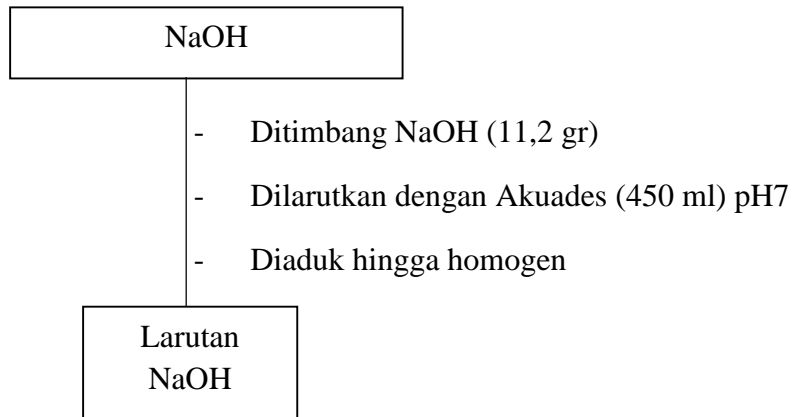 NaOH
- Ditimbang NaOH (11,2 gr)
- Dilarutkan dengan Akuades (450 ml) pH7
- Diaduk hingga homogen
Larutan
NaOH